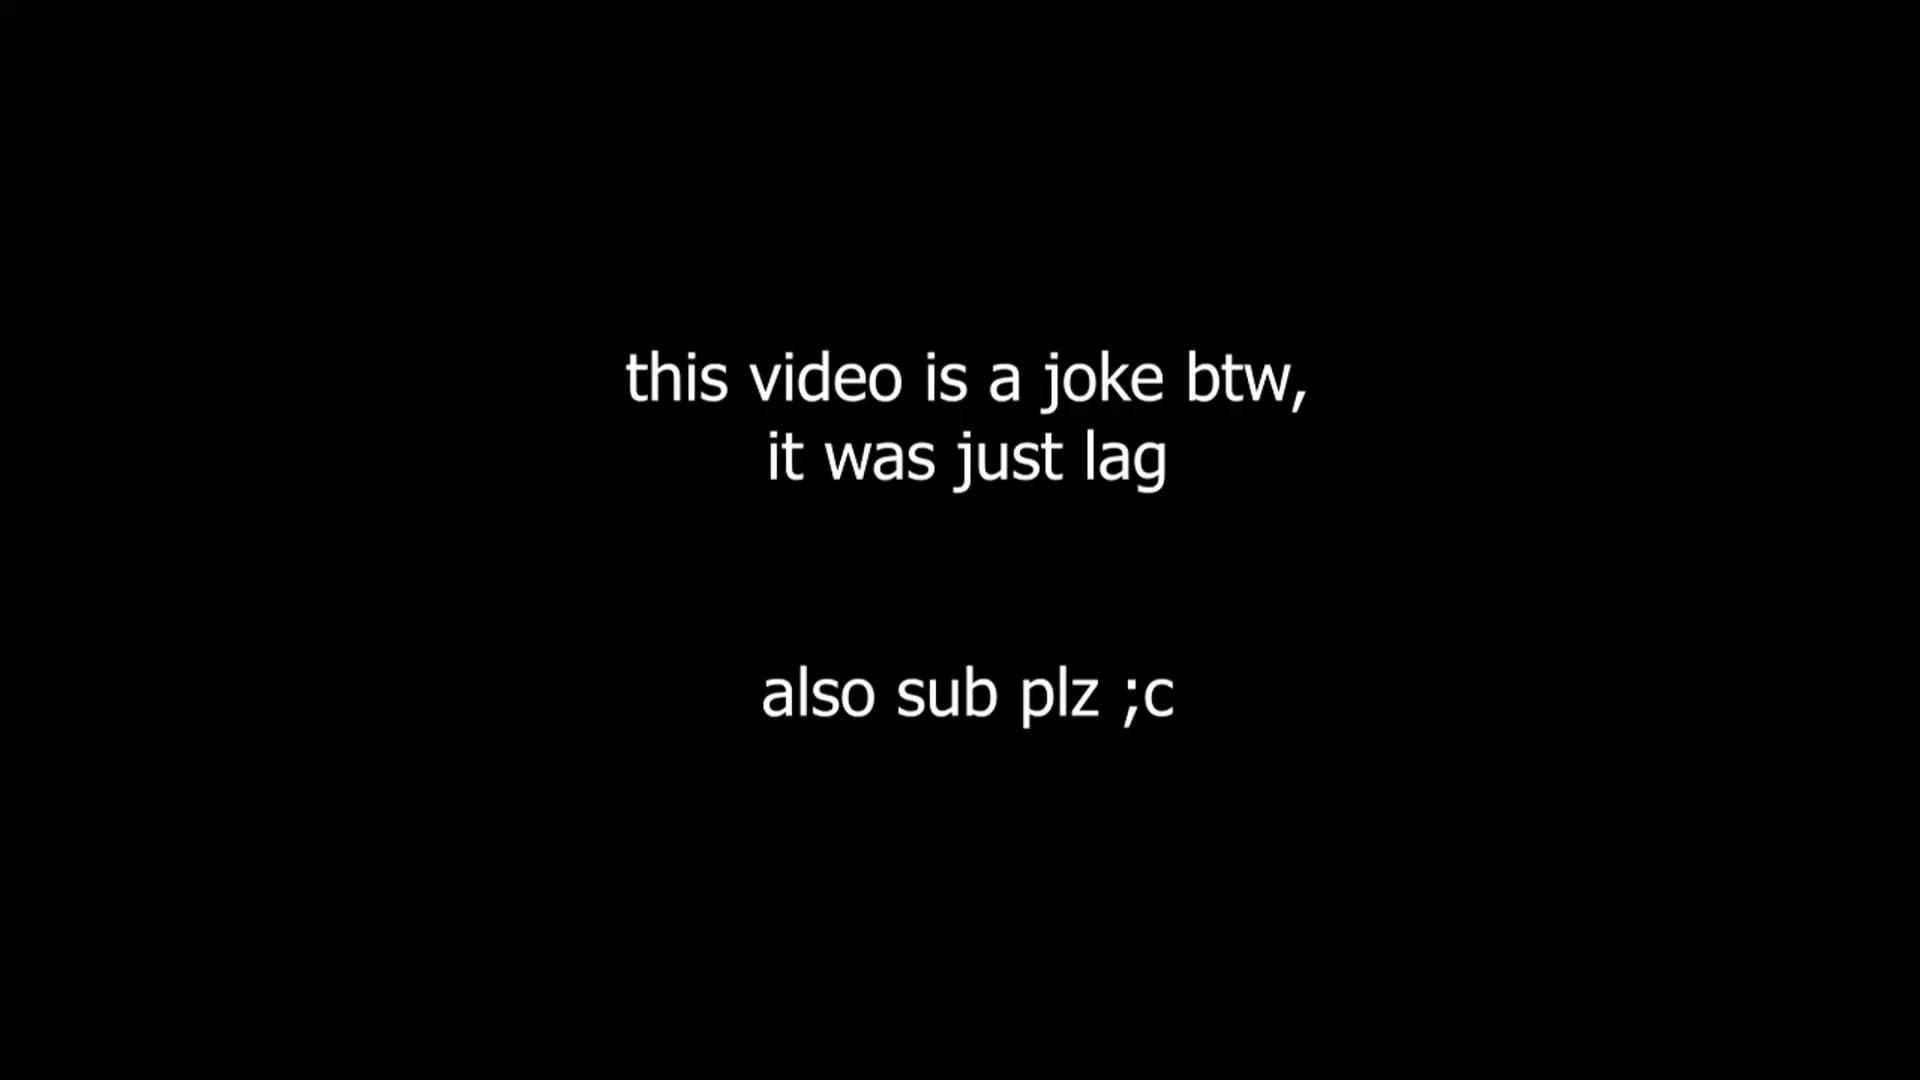 this video is a joke btw,
it was just lag
also sub plz ;c